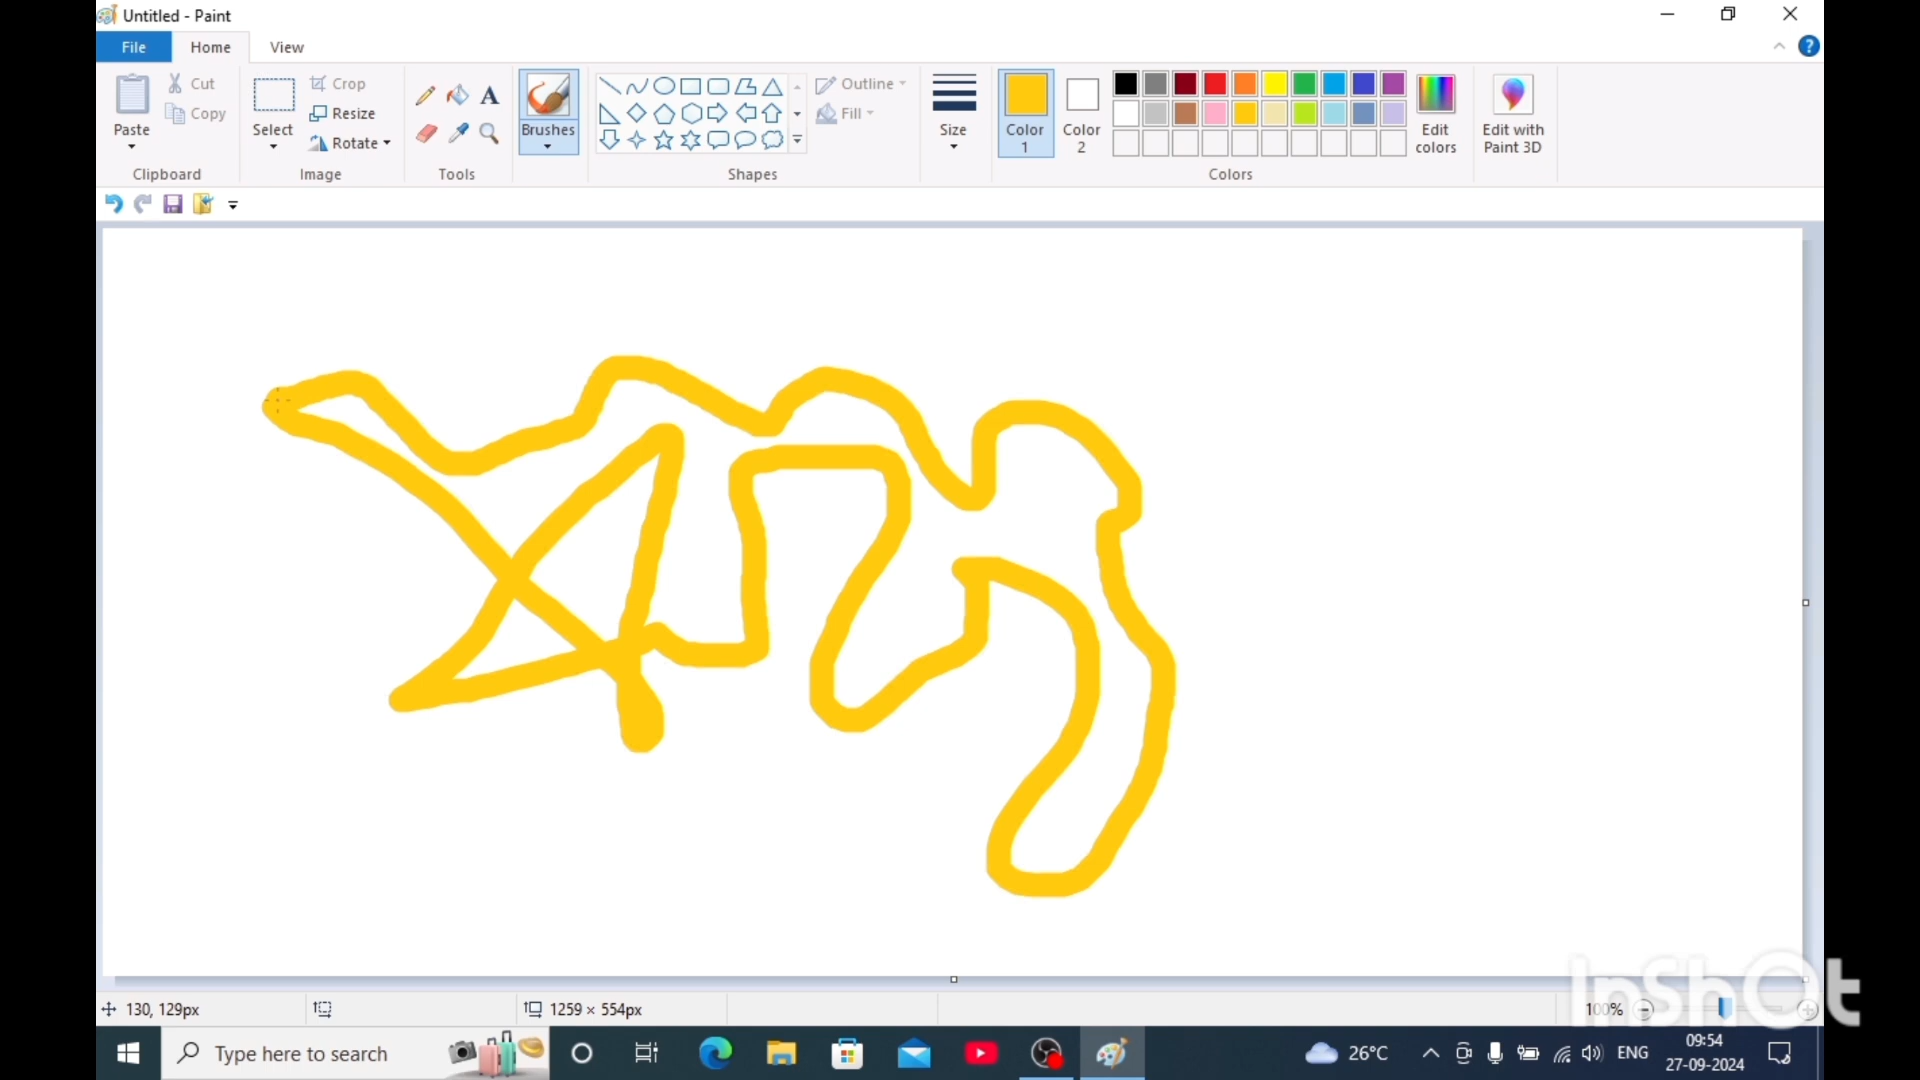 Untitled - Paint
File Home View
Paste
Cut
Copy
Clipboard
Select
Crop
Resize
Rotate
Image
A
Tools
Brushes
Shapes
Outline
Fill
Size
Color 1
Color 2
Edit colors
Edit with Paint 3D
Colors
130, 129px
1259 × 554px
100%
InShOt
Type here to search
26°C
ENG
09:54
27-09-2024